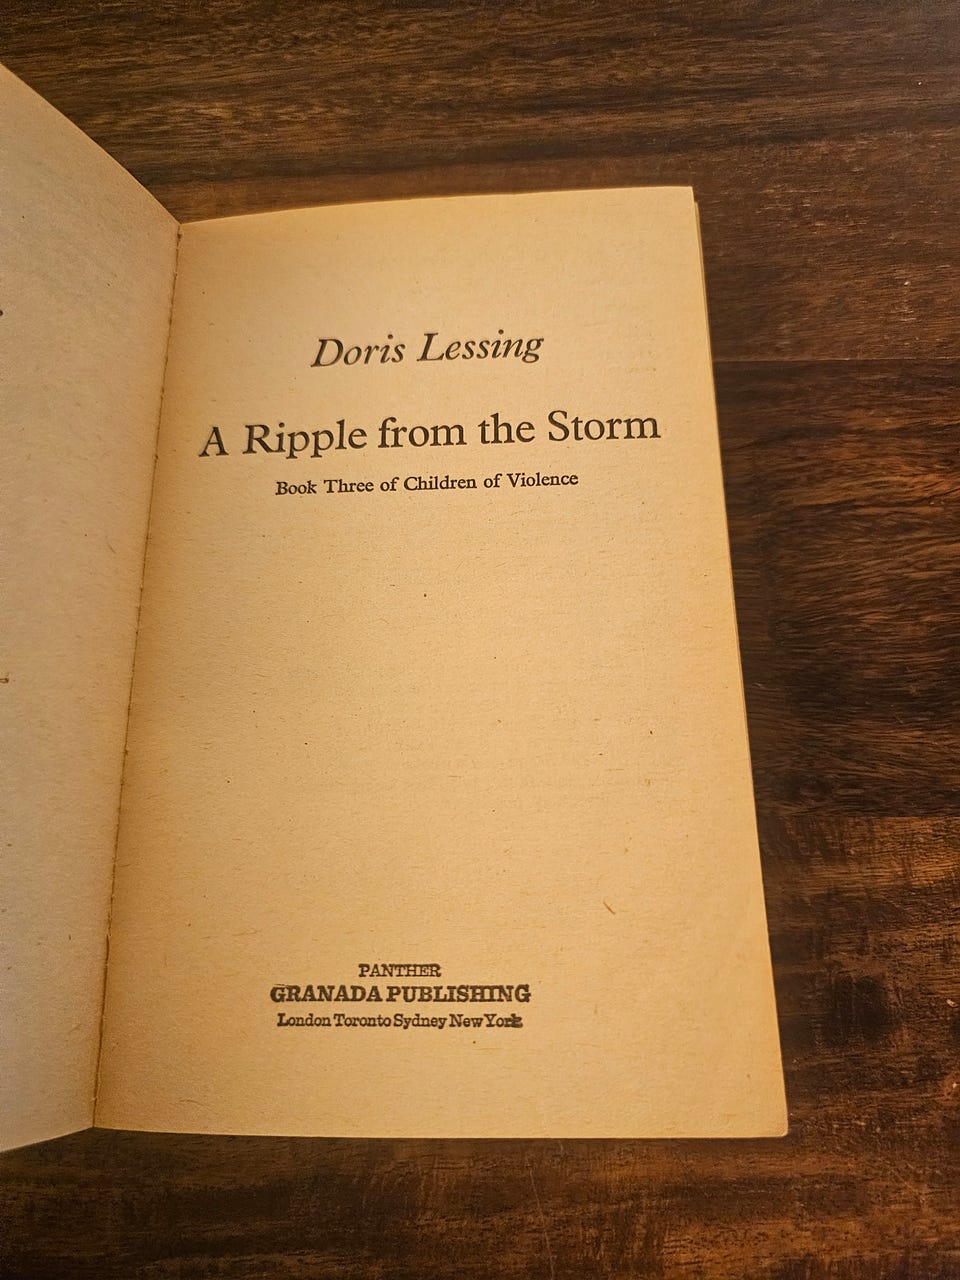 Doris Lessing
A Ripple from the Storm
Book Three of Children of Violence
PANTHER
GRANADA PUBLISHING
London Toronto Sydney New York